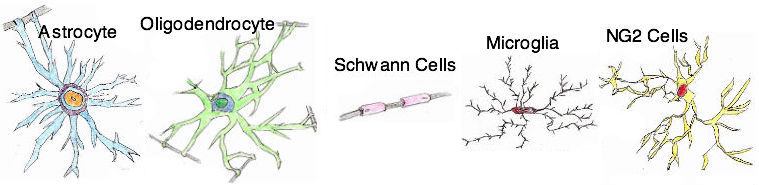 Astrocyte
Oligodendrocyte
Schwann Cells
Microglia
NG2 Cells